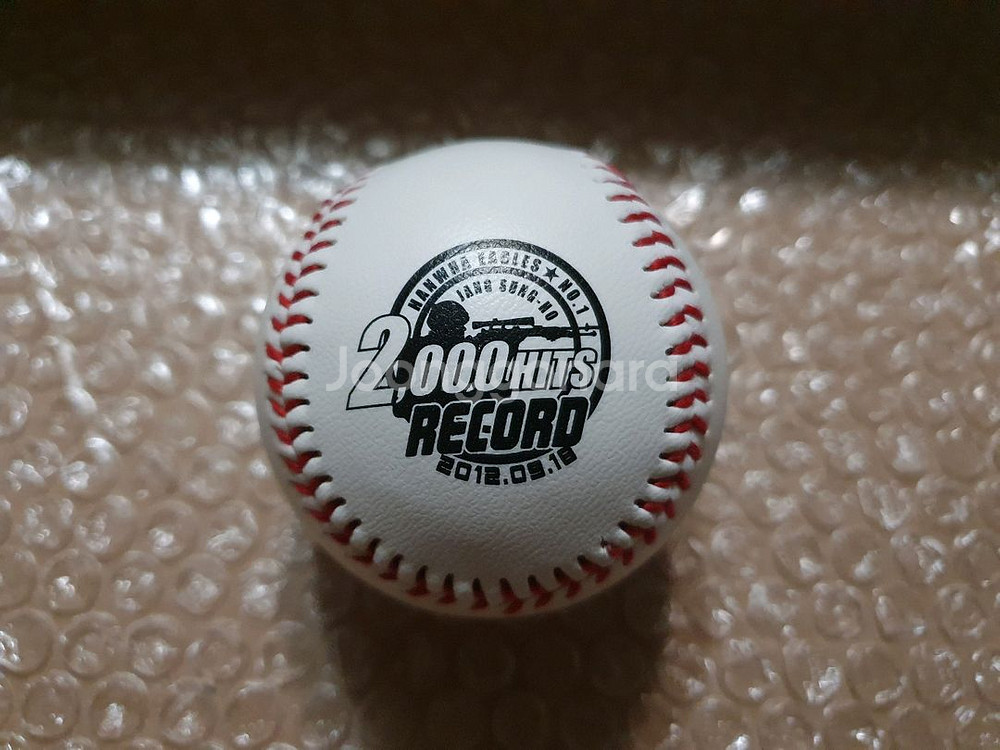 HANWHA EAGLES ★ NO.1
JANG SUNG-HO
2,000 HITS
RECORD
2012.09.18